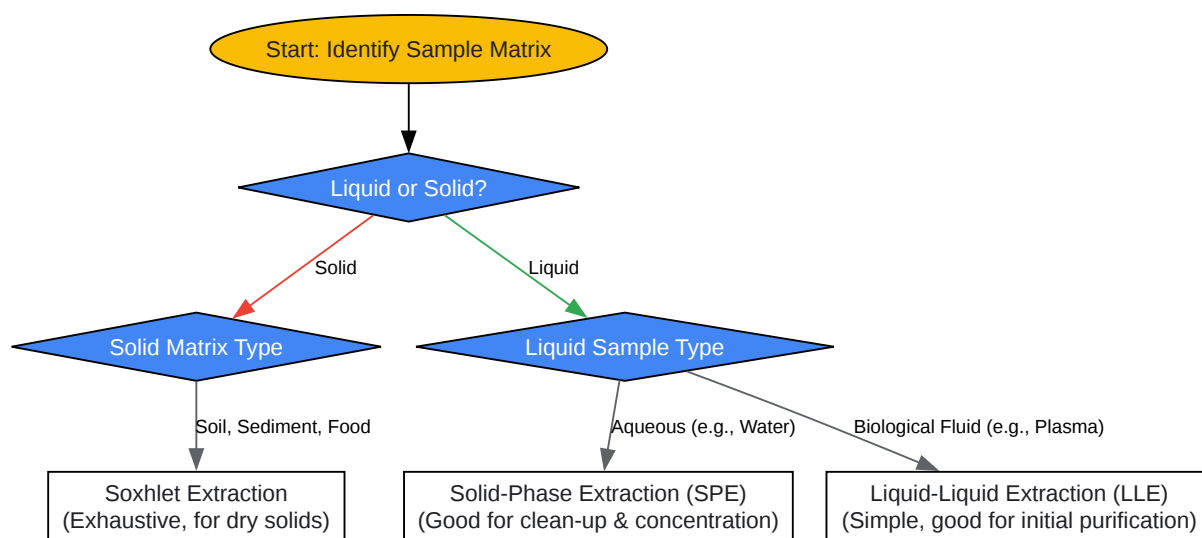 Start: Identify Sample Matrix
Liquid or Solid?
Solid
Liquid
Solid Matrix Type
Liquid Sample Type
Soil, Sediment, Food
Aqueous (e.g., Water)
Biological Fluid (e.g., Plasma)
Soxhlet Extraction
(Exhaustive, for dry solids)
Solid-Phase Extraction (SPE)
(Good for clean-up & concentration)
Liquid-Liquid Extraction (LLE)
(Simple, good for initial purification)